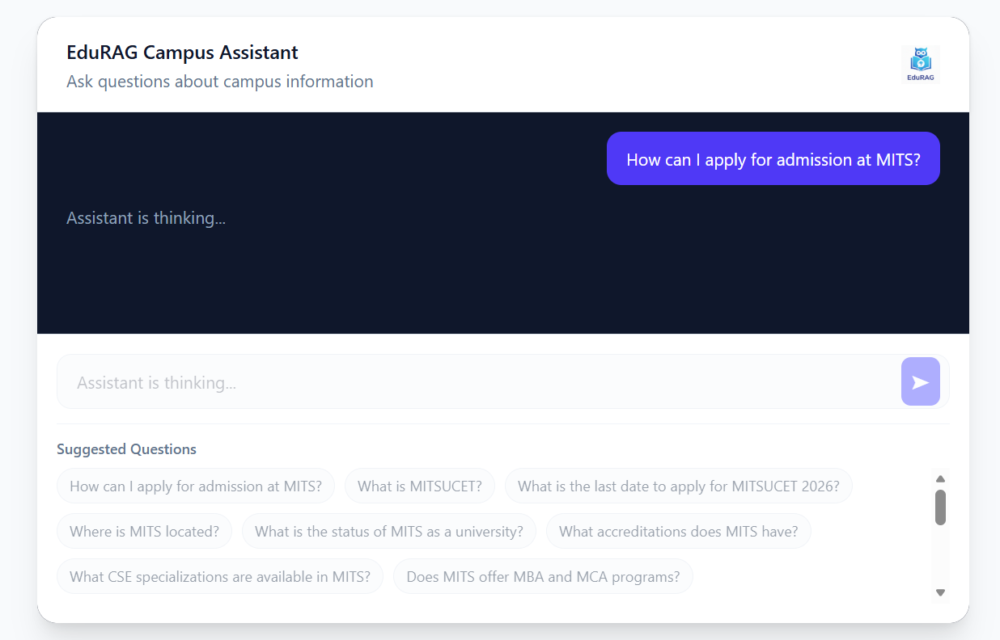 EduRAG Campus Assistant
Ask questions about campus information
EduRAG
How can I apply for admission at MITS?
Assistant is thinking...
Assistant is thinking...
Suggested Questions
How can I apply for admission at MITS? What is MITSUCET? What is the last date to apply for MITSUCET 2026?
Where is MITS located? What is the status of MITS as a university? What accreditations does MITS have?
What CSE specializations are available in MITS? Does MITS offer MBA and MCA programs?